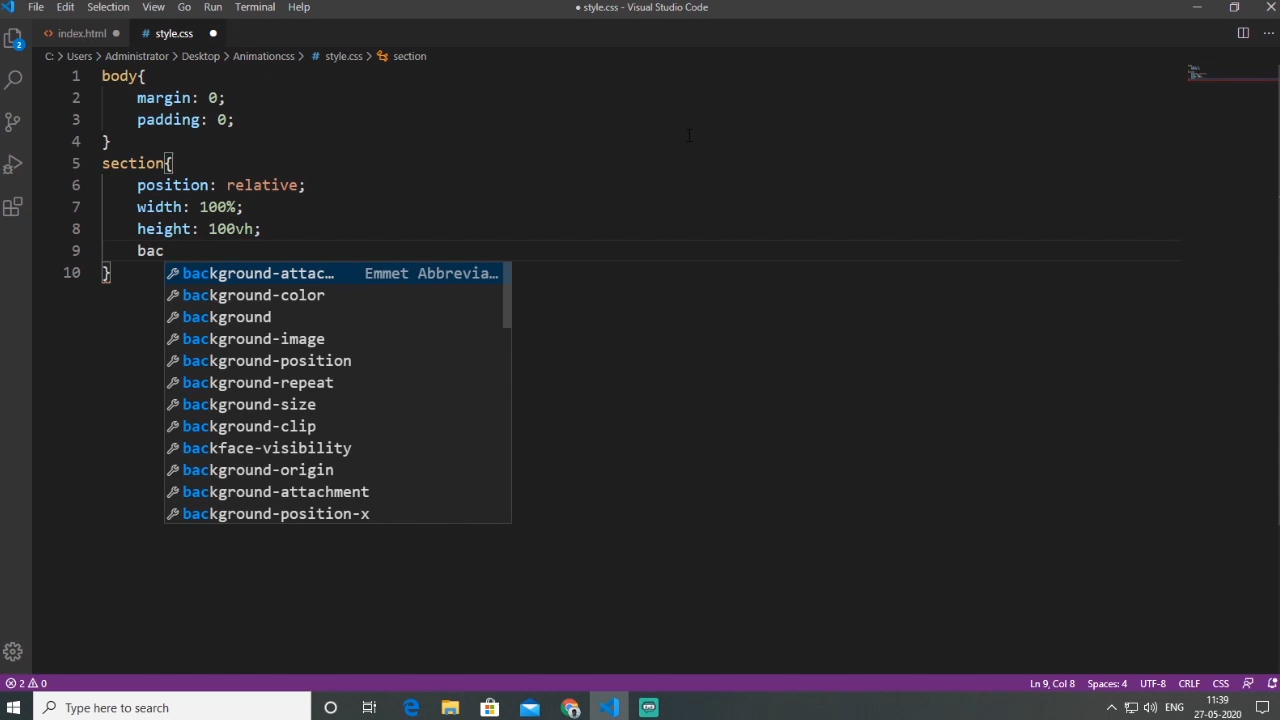 File Edit Selection View Go Run Terminal Help
● style.css - Visual Studio Code
index.html ● # style.css ●
C: > Users > Administrator > Desktop > Animationcss > # style.css > section
1 body{
2 margin: 0;
3 padding: 0;
4 }
5 section{
6 position: relative;
7 width: 100%;
8 height: 100vh;
9 bac
10 }
background-attac… Emmet Abbrevia…
background-color
background
background-image
background-position
background-repeat
background-size
background-clip
backface-visibility
background-origin
background-attachment
background-position-x
2
2 0
Ln 9, Col 8 Spaces: 4 UTF-8 CRLF CSS
Type here to search
ENG
11:39
27-05-2020